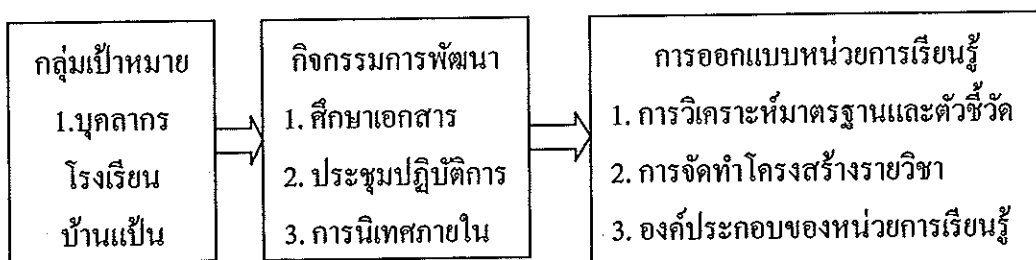 กลุ่มเป้าหมาย
1.บุคลากร
โรงเรียน
บ้านแป้น
กิจกรรมการพัฒนา
1. ศึกษาเอกสาร
2. ประชุมปฏิบัติการ
3. การนิเทศภายใน
การออกแบบหน่วยการเรียนรู้
1. การวิเคราะห์มาตรฐานและตัวชี้วัด
2. การจัดทำโครงสร้างรายวิชา
3. องค์ประกอบของหน่วยการเรียนรู้